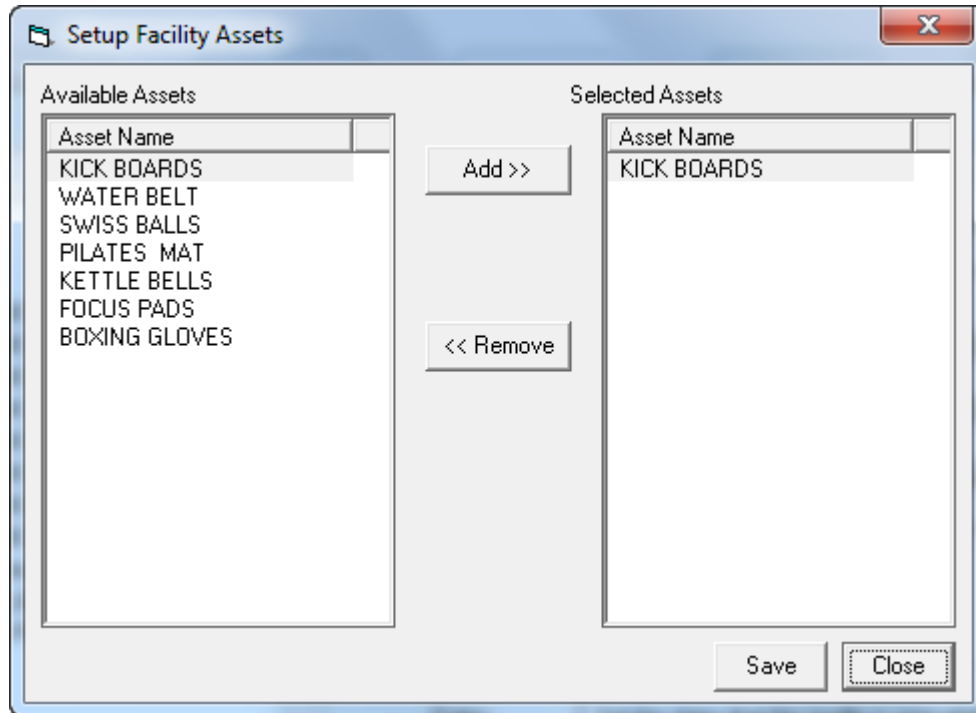 Setup Facility Assets
Available Assets
Asset Name
KICK BOARDS
WATER BELT
SWISS BALLS
PILATES  MAT
KETTLE BELLS
FOCUS PADS
BOXING GLOVES
Add >>
<< Remove
Selected Assets
Asset Name
KICK BOARDS
Save
Close